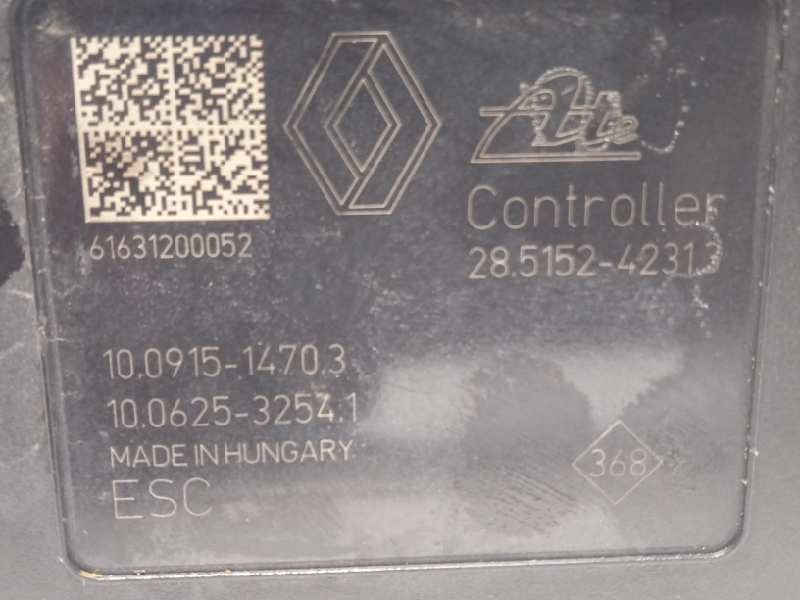 61631200052
Ate
Controller
28.5152-4231.3
10.0915-1470.3
10.0625-3254.1
MADE IN HUNGARY
ESC
368